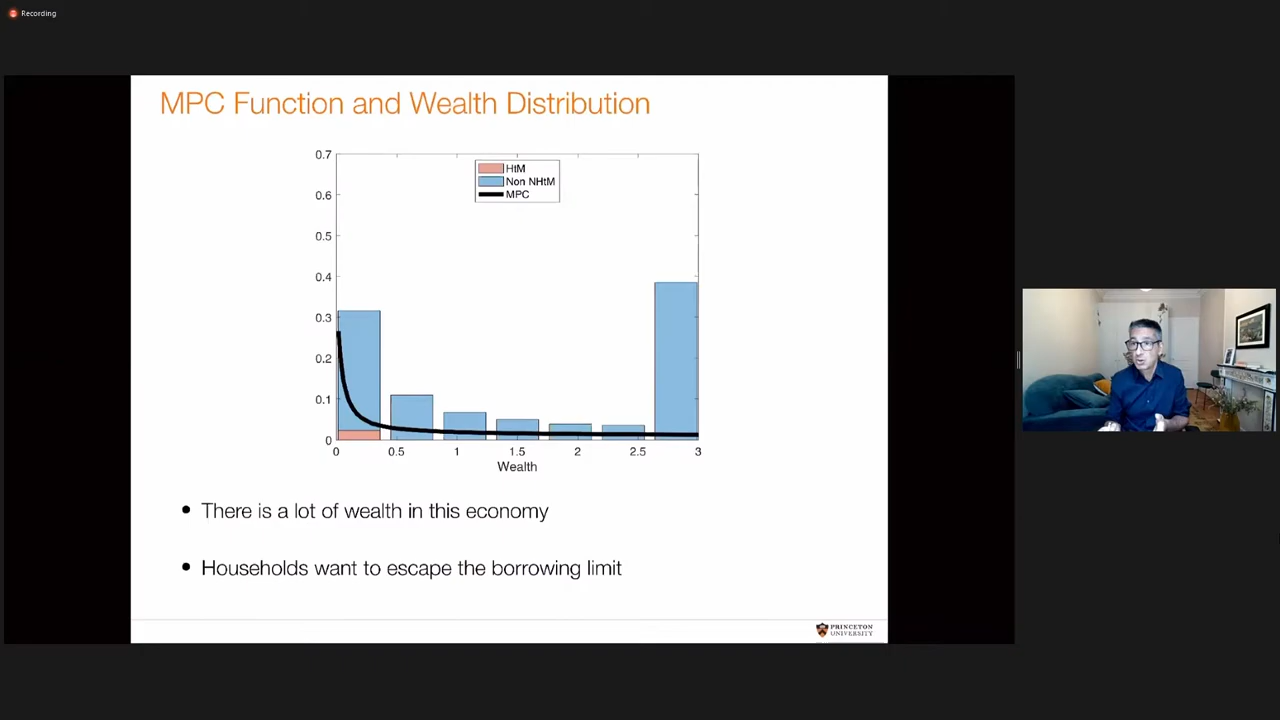 Recording
MPC Function and Wealth Distribution
0.7
0.6
0.5
0.4
0.3
0.2
0.1
0
HtM
Non NHtM
MPC
0 0.5 1 1.5 2 2.5 3
Wealth
• There is a lot of wealth in this economy
• Households want to escape the borrowing limit
PRINCETON
UNIVERSITY